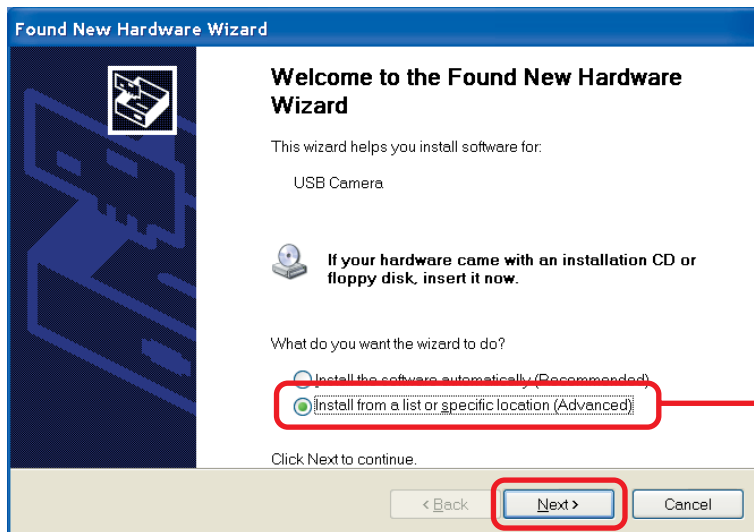 Found New Hardware Wizard
Welcome to the Found New Hardware
Wizard
This wizard helps you install software for:
USB Camera
If your hardware came with an installation CD or
floppy disk, insert it now.
What do you want the wizard to do?
Install the software automatically (Recommended)
Install from a list or specific location (Advanced)
Click Next to continue.
< Back
Next >
Cancel